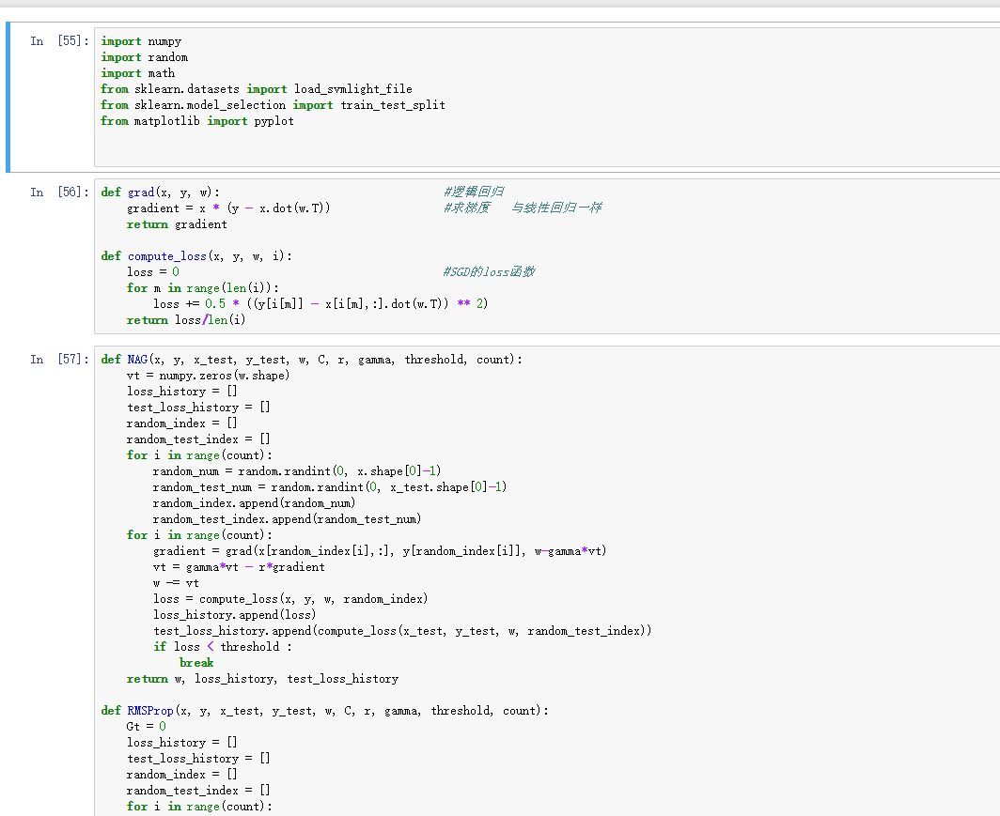 In [55]: import numpy
import random
import math
from sklearn.datasets import load_svmlight_file
from sklearn.model_selection import train_test_split
from matplotlib import pyplot
In [56]: def grad(x, y, w): #逻辑回归
    gradient = x * (y - x.dot(w.T)) #求梯度 与线性回归一样
    return gradient
def compute_loss(x, y, w, i):
    loss = 0 #SGD的loss函数
    for m in range(len(i)):
        loss += 0.5 * ((y[i[m]] - x[i[m],:].dot(w.T)) ** 2)
    return loss/len(i)
In [57]: def NAG(x, y, x_test, y_test, w, C, r, gamma, threshold, count):
    vt = numpy.zeros(w.shape)
    loss_history = []
    test_loss_history = []
    random_index = []
    random_test_index = []
    for i in range(count):
        random_num = random.randint(0, x.shape[0]-1)
        random_test_num = random.randint(0, x_test.shape[0]-1)
        random_index.append(random_num)
        random_test_index.append(random_test_num)
    for i in range(count):
        gradient = grad(x[random_index[i],:], y[random_index[i]], w-gamma*vt)
        vt = gamma*vt - r*gradient
        w -= vt
        loss = compute_loss(x, y, w, random_index)
        loss_history.append(loss)
        test_loss_history.append(compute_loss(x_test, y_test, w, random_test_index))
        if loss < threshold :
            break
    return w, loss_history, test_loss_history
def RMSProp(x, y, x_test, y_test, w, C, r, gamma, threshold, count):
    Gt = 0
    loss_history = []
    test_loss_history = []
    random_index = []
    random_test_index = []
    for i in range(count):